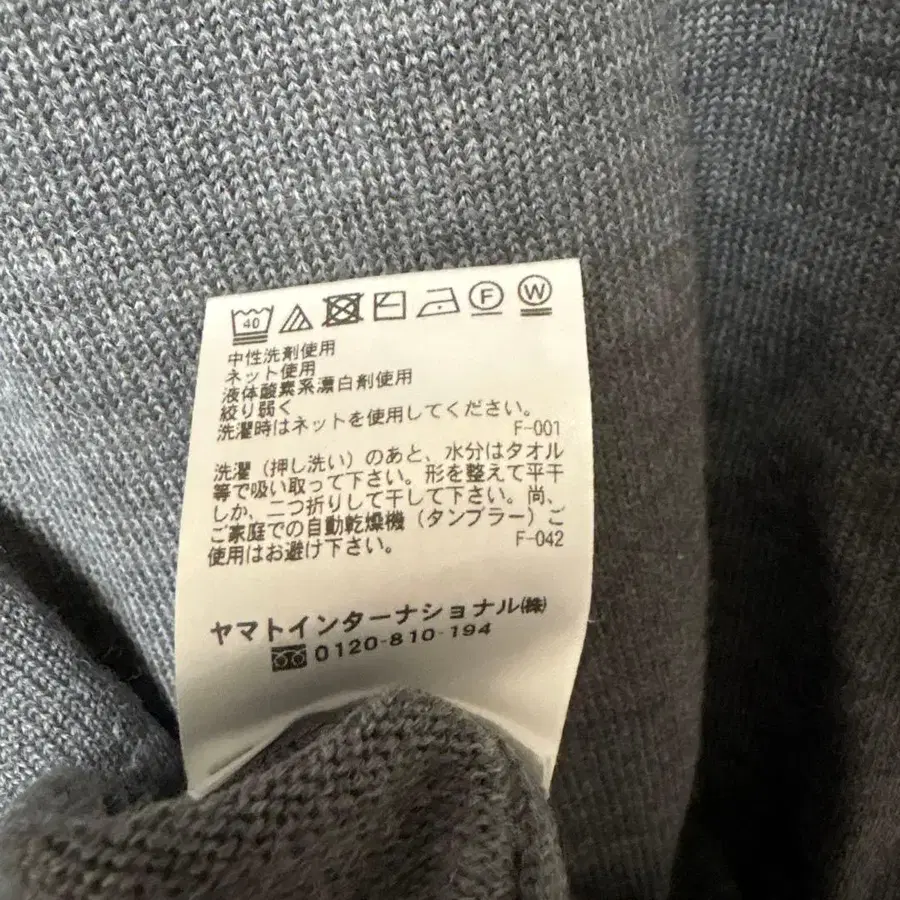 40 F W
中性洗剤使用
ネット使用
液体酸素系漂白剤使用
絞り弱く
洗濯時はネットを使用してください。
F-001
洗濯（押し洗い）のあと、水分はタオル
等で吸い取って下さい。形を整えて平干
しか、二つ折りして干して下さい。尚、
ご家庭での自動乾燥機（タンブラー）ご
使用はお避け下さい。
F-042
ヤマトインターナショナル㈱
0120-810-194